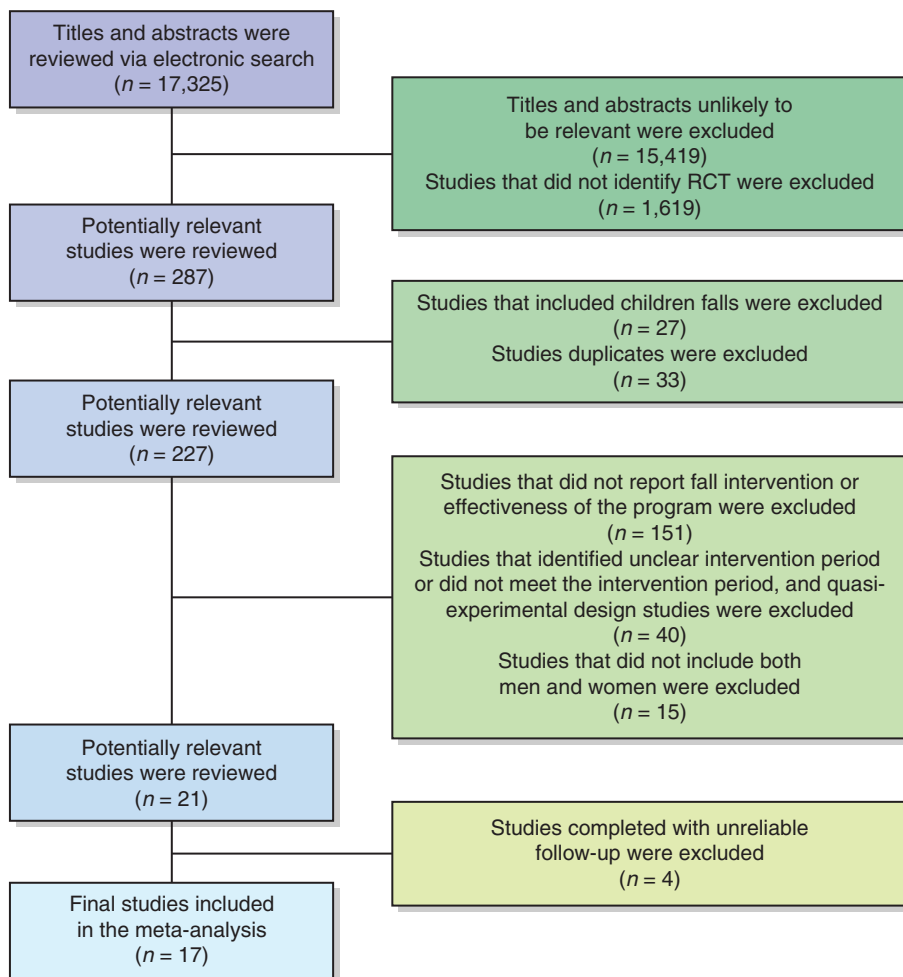 Titles and abstracts were
reviewed via electronic search
(n = 17,325)
Titles and abstracts unlikely to
be relevant were excluded
(n = 15,419)
Studies that did not identify RCT were excluded
(n = 1,619)
Potentially relevant
studies were reviewed
(n = 287)
Studies that included children falls were excluded
(n = 27)
Studies duplicates were excluded
(n = 33)
Potentially relevant
studies were reviewed
(n = 227)
Studies that did not report fall intervention or
effectiveness of the program were excluded
(n = 151)
Studies that identified unclear intervention period
or did not meet the intervention period, and quasi-
experimental design studies were excluded
(n = 40)
Studies that did not include both
men and women were excluded
(n = 15)
Potentially relevant
studies were reviewed
(n = 21)
Studies completed with unreliable
follow-up were excluded
(n = 4)
Final studies included
in the meta-analysis
(n = 17)